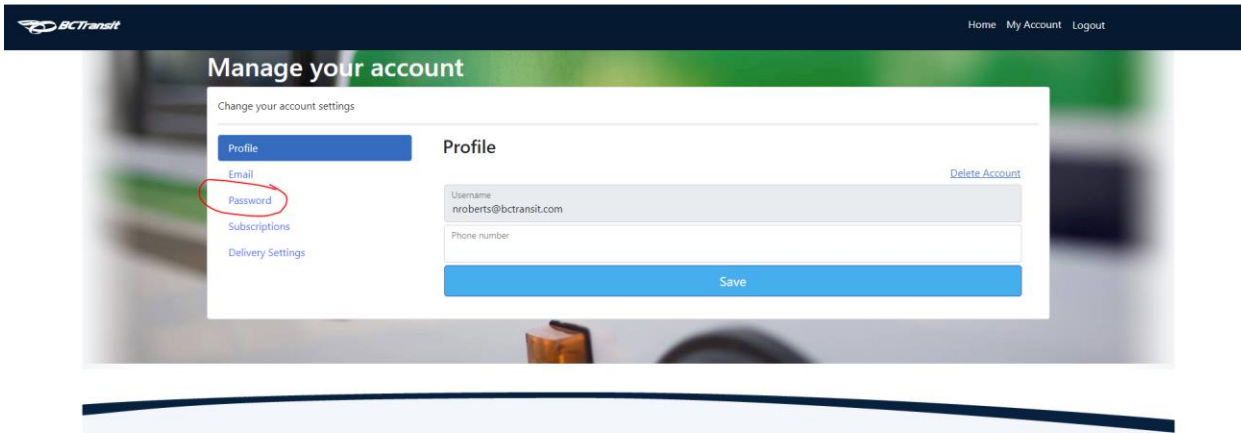 BCTransit
Home My Account Logout
Manage your account
Change your account settings
Profile
Email
Password
Subscriptions
Delivery Settings
Profile
Delete Account
Username
nroberts@bctransit.com
Phone number
Save